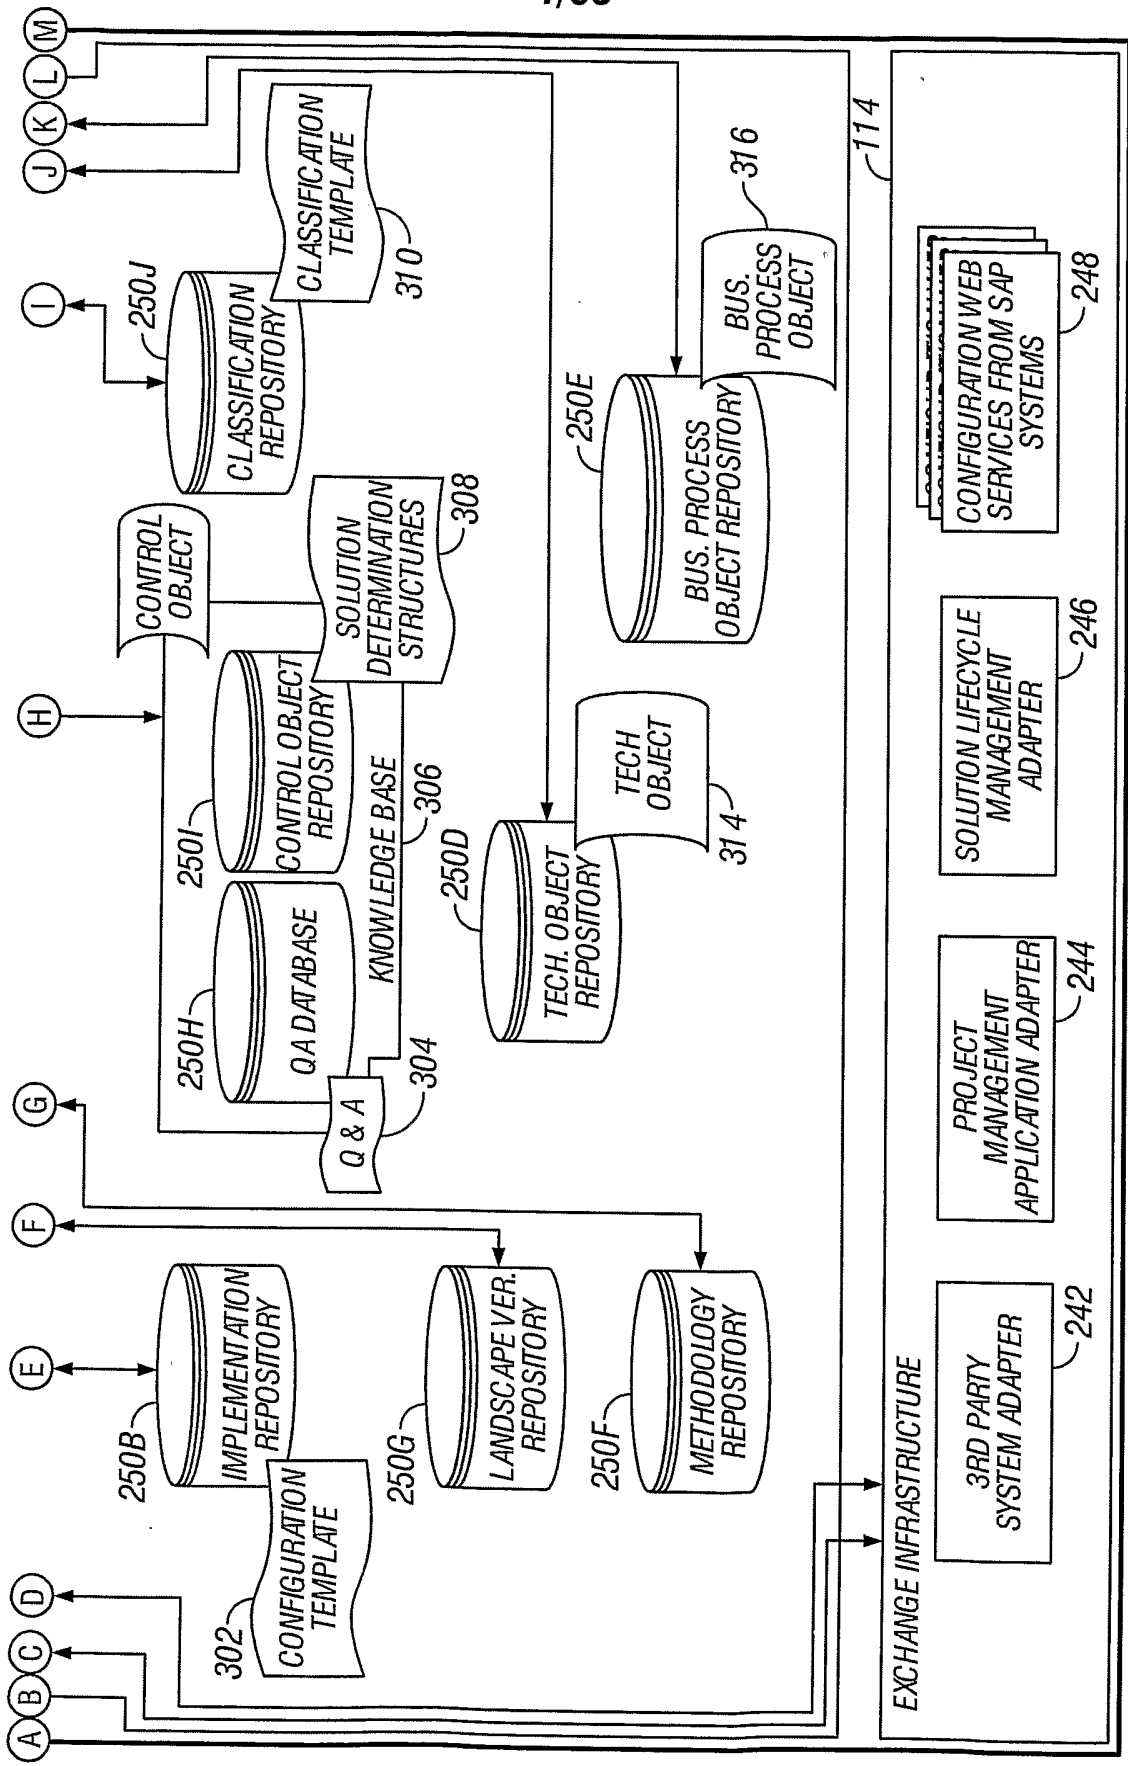 A
B
C
D
E
F
G
H
I
J
K
L
M
250B
IMPLEMENTATION
REPOSITORY
302
CONFIGURATION
TEMPLATE
250G
LANDSCAPE VER.
REPOSITORY
250F
METHODOLOGY
REPOSITORY
250H
QA DATABASE
Q & A
304
250I
CONTROL OBJECT
REPOSITORY
CONTROL
OBJECT
SOLUTION
DETERMINATION
STRUCTURES
308
KNOWLEDGE BASE
306
250J
CLASSIFICATION
REPOSITORY
CLASSIFICATION
TEMPLATE
310
250D
TECH. OBJECT
REPOSITORY
TECH
OBJECT
314
250E
BUS. PROCESS
OBJECT REPOSITORY
BUS.
PROCESS
OBJECT
316
114
EXCHANGE INFRASTRUCTURE
3RD PARTY
SYSTEM ADAPTER
242
PROJECT
MANAGEMENT
APPLICATION ADAPTER
244
SOLUTION LIFECYCLE
MANAGEMENT
ADAPTER
246
CONFIGURATION WEB
SERVICES FROM SAP
SYSTEMS
248